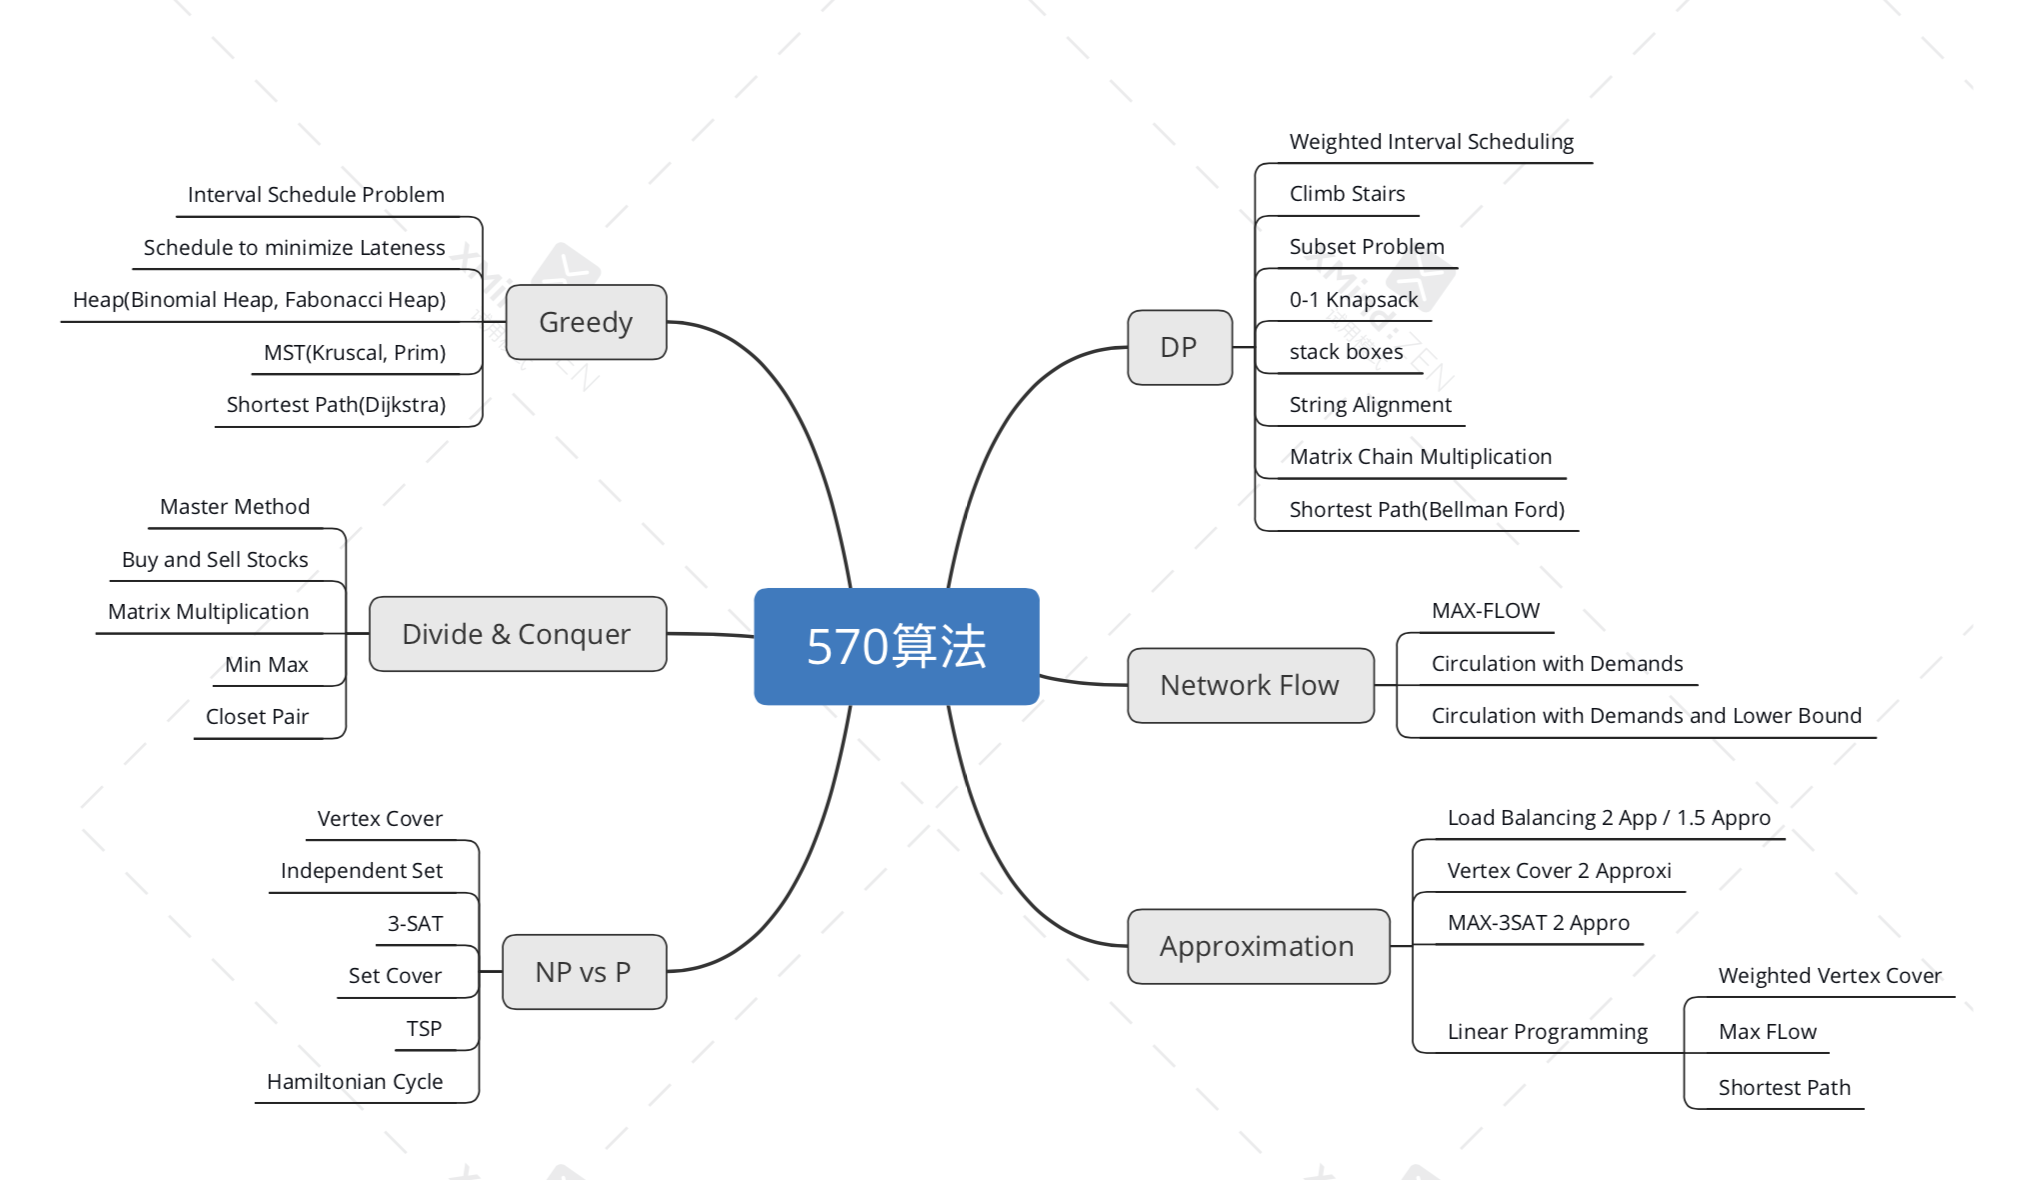 570算法
Greedy
Interval Schedule Problem
Schedule to minimize Lateness
Heap(Binomial Heap, Fabonacci Heap)
MST(Kruscal, Prim)
Shortest Path(Dijkstra)
Divide & Conquer
Master Method
Buy and Sell Stocks
Matrix Multiplication
Min Max
Closet Pair
NP vs P
Vertex Cover
Independent Set
3-SAT
Set Cover
TSP
Hamiltonian Cycle
DP
Weighted Interval Scheduling
Climb Stairs
Subset Problem
0-1 Knapsack
stack boxes
String Alignment
Matrix Chain Multiplication
Shortest Path(Bellman Ford)
Network Flow
MAX-FLOW
Circulation with Demands
Circulation with Demands and Lower Bound
Approximation
Load Balancing 2 App / 1.5 Appro
Vertex Cover 2 Approxi
MAX-3SAT 2 Appro
Linear Programming
Weighted Vertex Cover
Max FLow
Shortest Path
XMind:ZEN